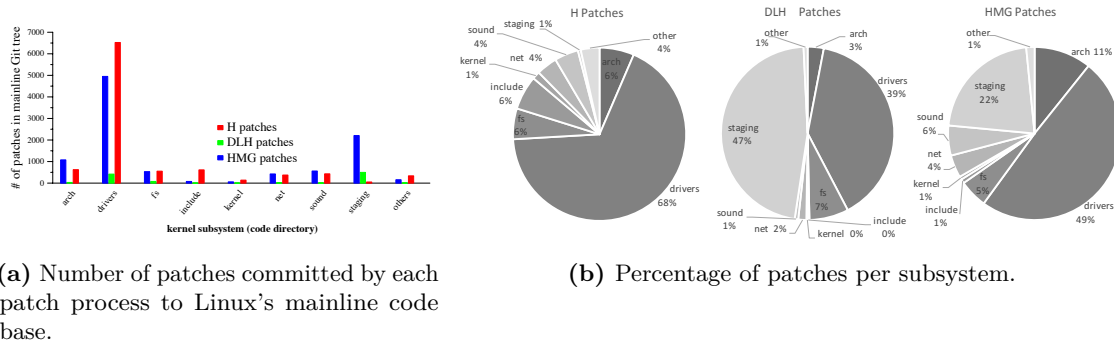 7000
6000
5000
4000
3000
2000
1000
0
# of patches in mainline Git tree
H patches
DLH patches
HMG patches
arch
drivers
fs
include
kernel
net
sound
staging
others
kernel subsystem (code directory)
(a) Number of patches committed by each
patch process to Linux's mainline code
base.
H Patches
staging 1%
other
4%
sound
4%
net 4%
kernel
1%
include
6%
fs
6%
arch
6%
drivers
68%
DLH Patches
other
1%
arch
3%
drivers
39%
staging
47%
fs
7%
sound
1%
net 2%
kernel 0%
include
0%
HMG Patches
other
1%
arch 11%
staging
22%
sound
6%
net
4%
kernel
1%
include
1%
fs
5%
drivers
49%
(b) Percentage of patches per subsystem.